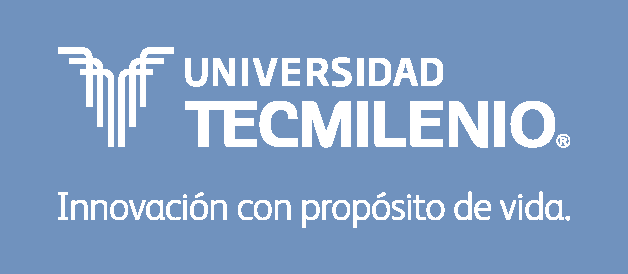 UNIVERSIDAD
TECMILENIO®
Innovación con propósito de vida.